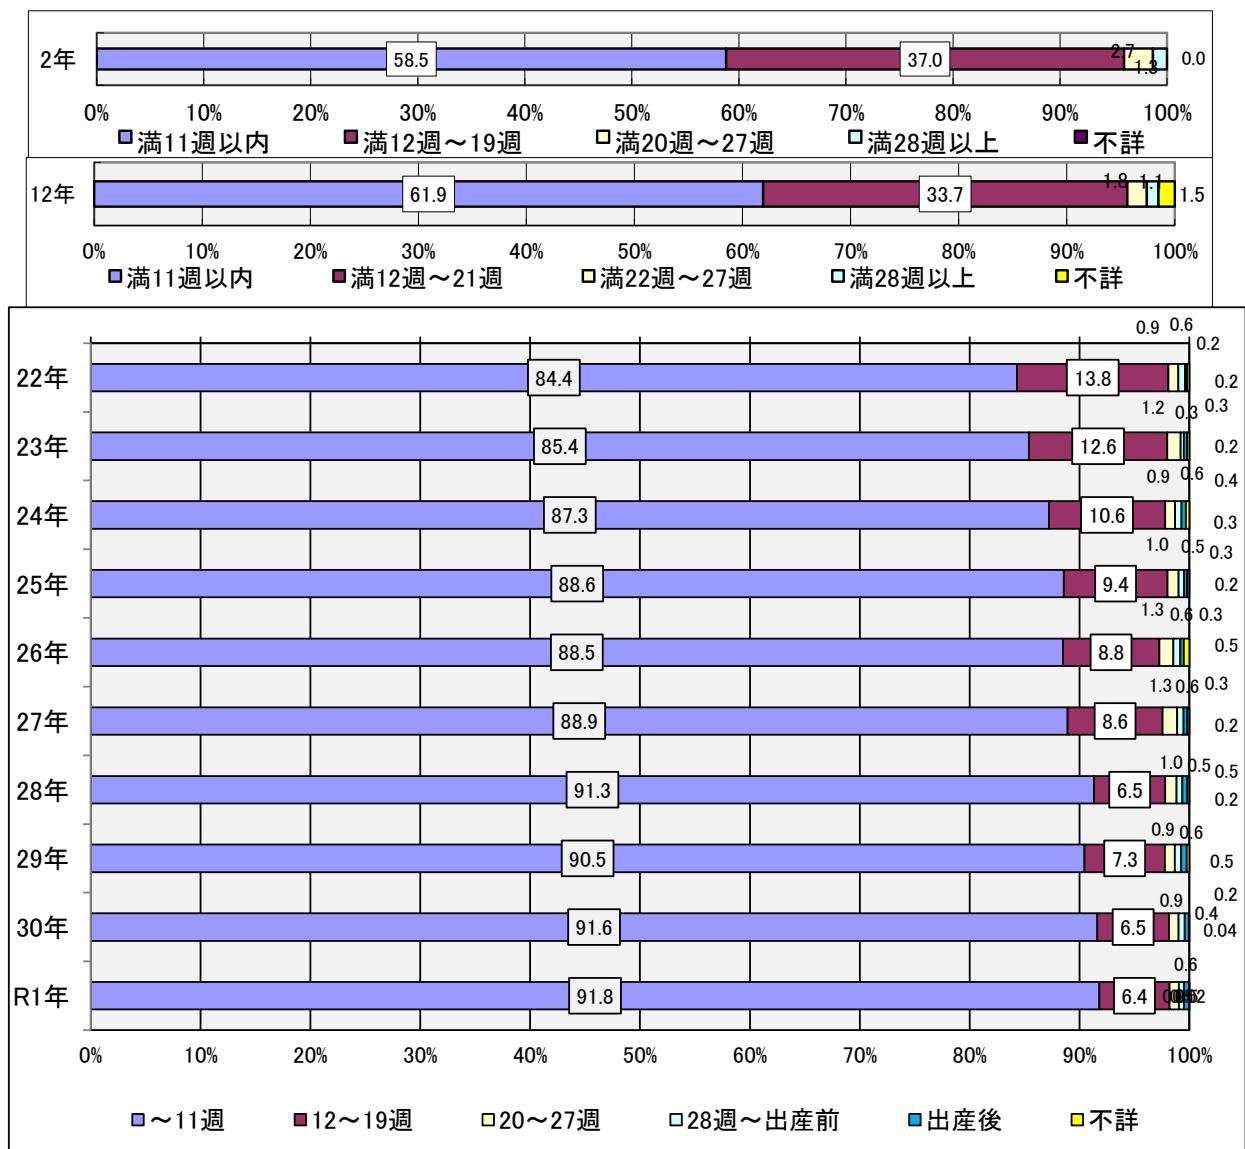 2年 58.5 37.0 2.7 1.3 0.0
0% 10% 20% 30% 40% 50% 60% 70% 80% 90% 100%
満11週以内 満12週～19週 満20週～27週 満28週以上 不詳
12年 61.9 33.7 1.8 1.1 1.5
0% 10% 20% 30% 40% 50% 60% 70% 80% 90% 100%
満11週以内 満12週～21週 満22週～27週 満28週以上 不詳
0.9 0.6 0.2
22年 84.4 13.8 0.2
1.2 0.3 0.3
23年 85.4 12.6 0.2
0.9 0.6 0.4
24年 87.3 10.6 0.3
1.0 0.5 0.3
25年 88.6 9.4 0.2
1.3 0.6 0.3
26年 88.5 8.8 0.5
1.3 0.6 0.3
27年 88.9 8.6 0.2
1.0 0.5 0.5
28年 91.3 6.5 0.2
0.9 0.6
29年 90.5 7.3 0.5
0.9 0.4 0.2
30年 91.6 6.5 0.04
0.6
R1年 91.8 6.4
0% 10% 20% 30% 40% 50% 60% 70% 80% 90% 100%
～11週 12～19週 20～27週 28週～出産前 出産後 不詳